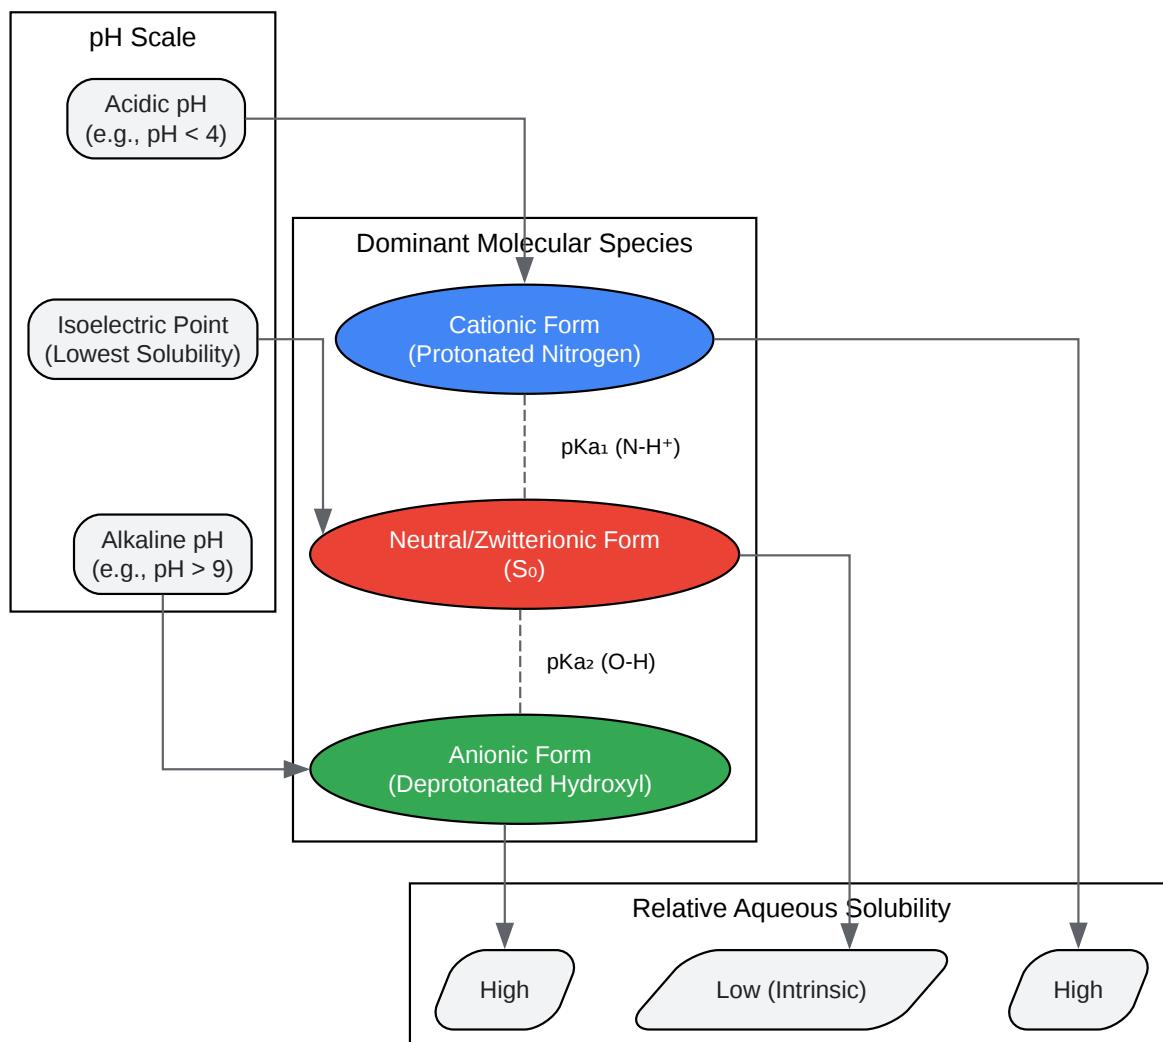 pH Scale
Acidic pH
(e.g., pH < 4)
Isoelectric Point
(Lowest Solubility)
Alkaline pH
(e.g., pH > 9)
Dominant Molecular Species
Cationic Form
(Protonated Nitrogen)
pKa₁ (N-H⁺)
Neutral/Zwitterionic Form
(S₀)
pKa₂ (O-H)
Anionic Form
(Deprotonated Hydroxyl)
Relative Aqueous Solubility
High
Low (Intrinsic)
High